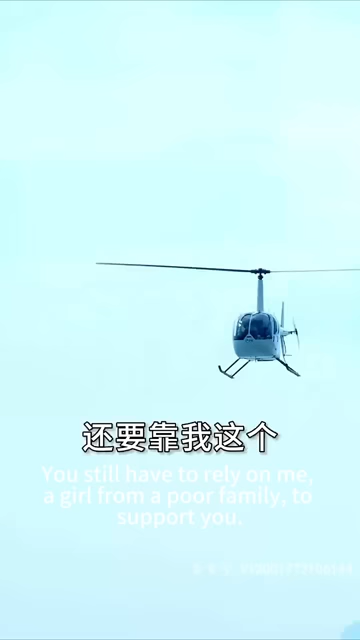 还要靠我这个
You still have to rely on me,
a girl from a poor family, to
support you.